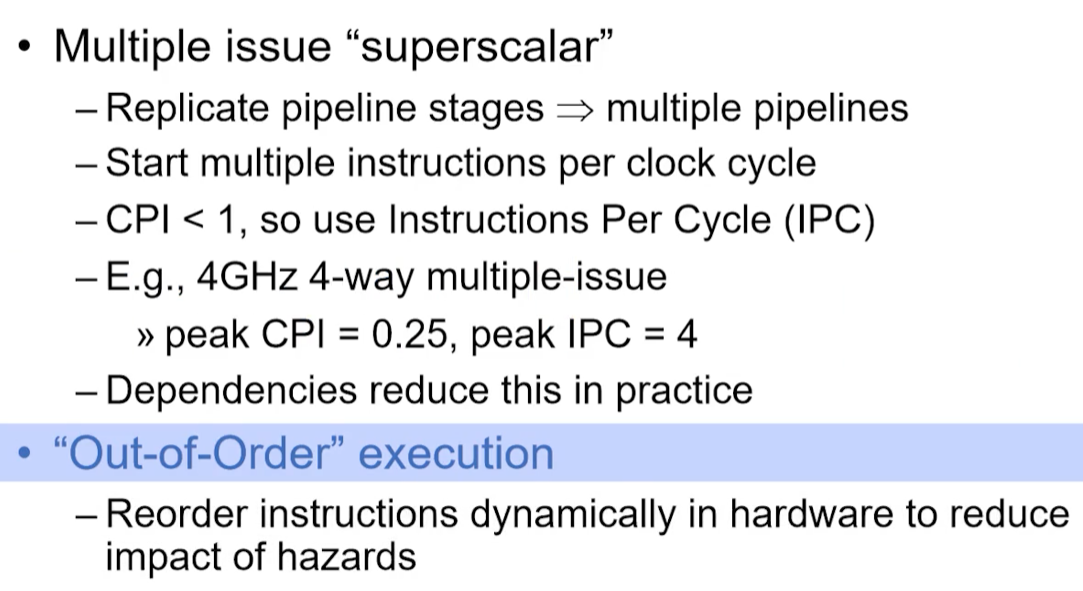 • Multiple issue “superscalar”
– Replicate pipeline stages ⇒ multiple pipelines
– Start multiple instructions per clock cycle
– CPI < 1, so use Instructions Per Cycle (IPC)
– E.g., 4GHz 4-way multiple-issue
» peak CPI = 0.25, peak IPC = 4
– Dependencies reduce this in practice
• “Out-of-Order” execution
– Reorder instructions dynamically in hardware to reduce
impact of hazards